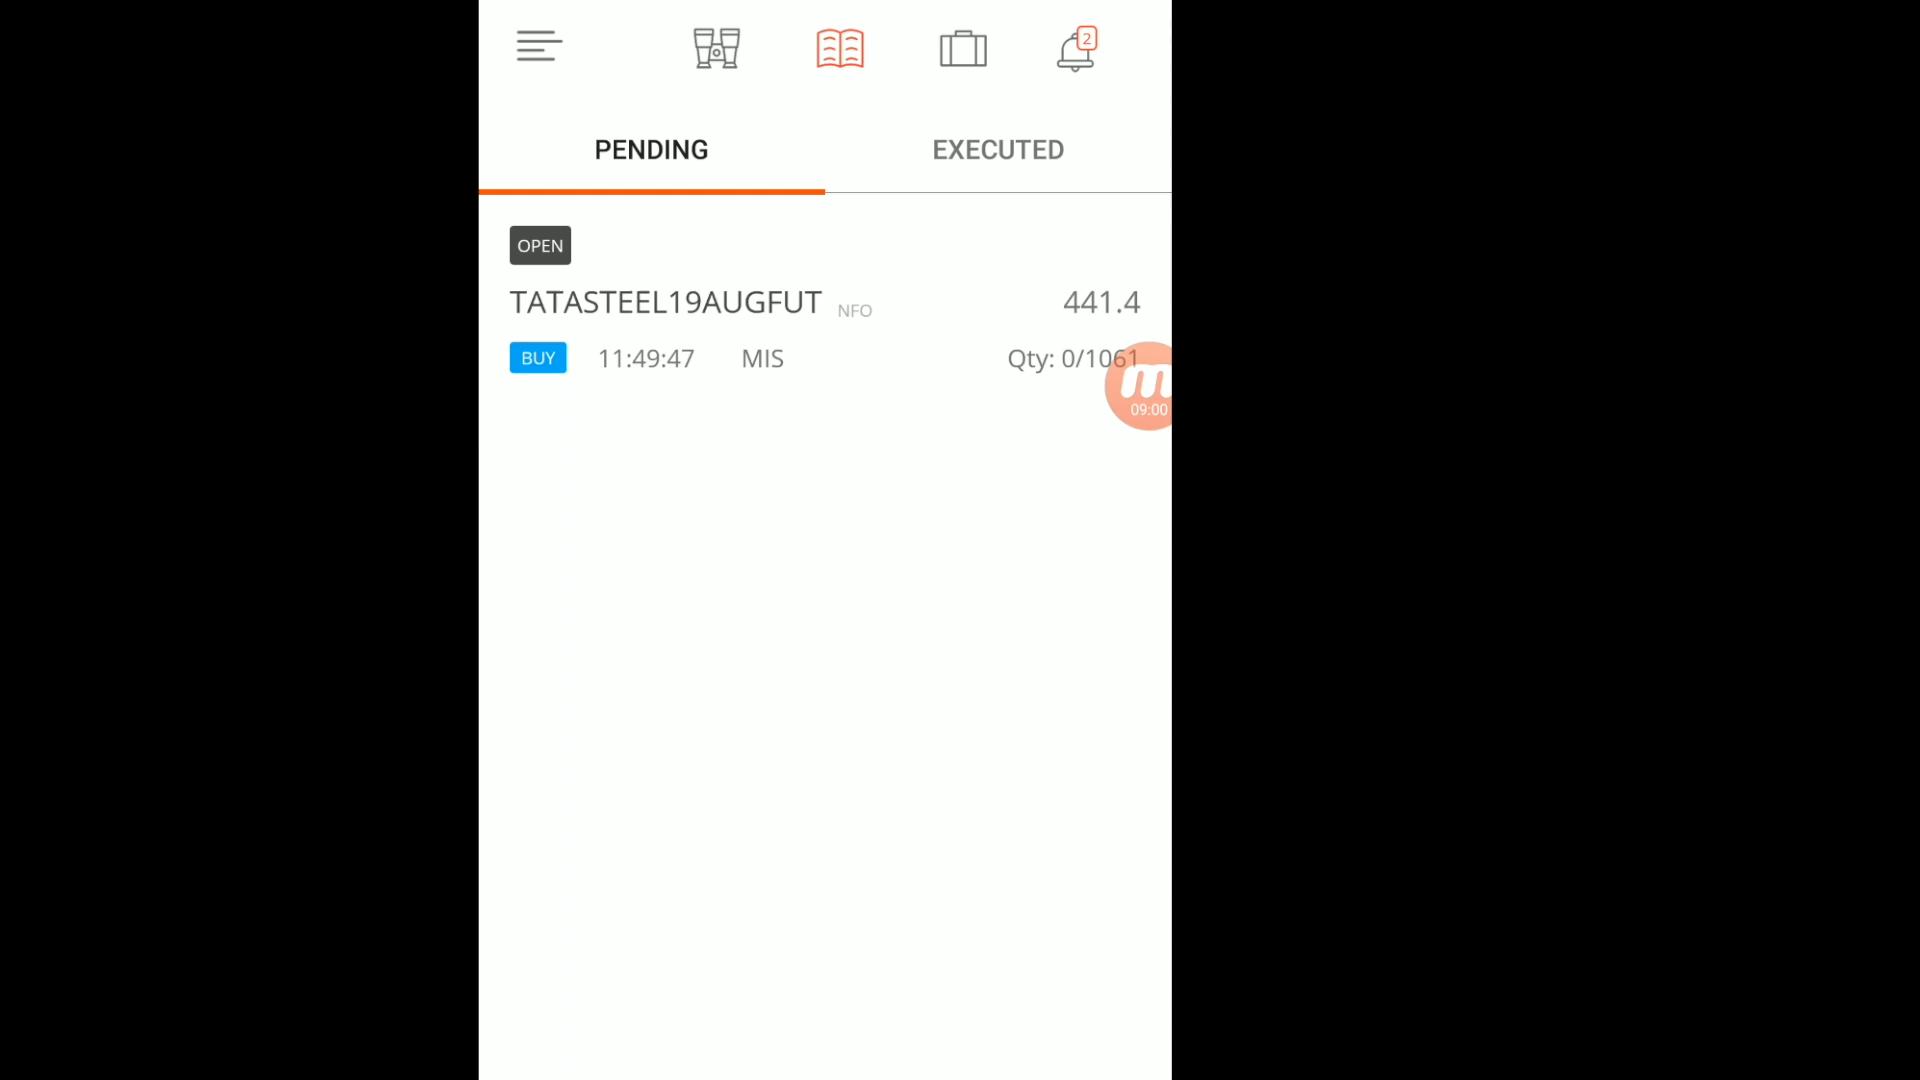 2
PENDING EXECUTED
OPEN
TATASTEEL19AUGFUT NFO 441.4
BUY 11:49:47 MIS Qty: 0/1061
m
09:00